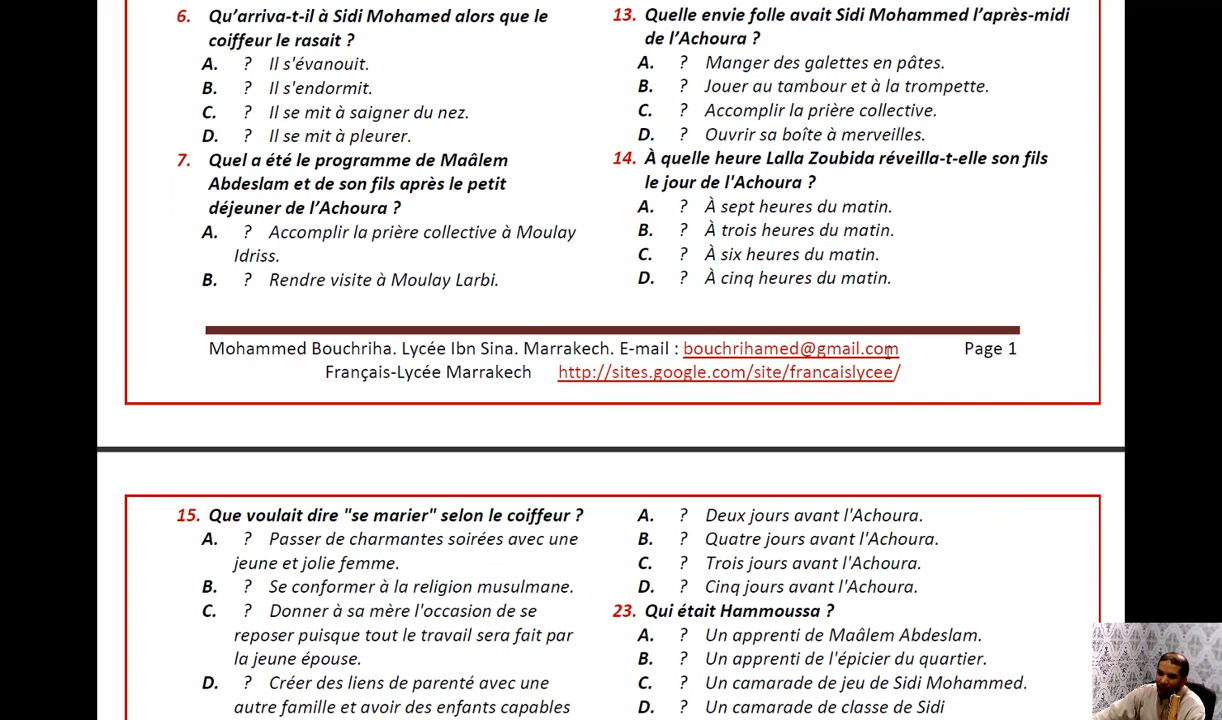 6. Qu’arriva-t-il à Sidi Mohamed alors que le
coiffeur le rasait ?
A. ? Il s'évanouit.
B. ? Il s'endormit.
C. ? Il se mit à saigner du nez.
D. ? Il se mit à pleurer.
7. Quel a été le programme de Maâlem
Abdeslam et de son fils après le petit
déjeuner de l’Achoura ?
A. ? Accomplir la prière collective à Moulay
Idriss.
B. ? Rendre visite à Moulay Larbi.
13. Quelle envie folle avait Sidi Mohammed l’après-midi
de l’Achoura ?
A. ? Manger des galettes en pâtes.
B. ? Jouer au tambour et à la trompette.
C. ? Accomplir la prière collective.
D. ? Ouvrir sa boîte à merveilles.
14. À quelle heure Lalla Zoubida réveilla-t-elle son fils
le jour de l'Achoura ?
A. ? À sept heures du matin.
B. ? À trois heures du matin.
C. ? À six heures du matin.
D. ? À cinq heures du matin.
Mohammed Bouchriha. Lycée Ibn Sina. Marrakech. E-mail : bouchrihamed@gmail.com Page 1
Français-Lycée Marrakech http://sites.google.com/site/francaislycee/
15. Que voulait dire "se marier" selon le coiffeur ?
A. ? Passer de charmantes soirées avec une
jeune et jolie femme.
B. ? Se conformer à la religion musulmane.
C. ? Donner à sa mère l'occasion de se
reposer puisque tout le travail sera fait par
la jeune épouse.
D. ? Créer des liens de parenté avec une
autre famille et avoir des enfants capables
A. ? Deux jours avant l'Achoura.
B. ? Quatre jours avant l'Achoura.
C. ? Trois jours avant l'Achoura.
D. ? Cinq jours avant l'Achoura.
23. Qui était Hammoussa ?
A. ? Un apprenti de Maâlem Abdeslam.
B. ? Un apprenti de l'épicier du quartier.
C. ? Un camarade de jeu de Sidi Mohammed.
D. ? Un camarade de classe de Sidi